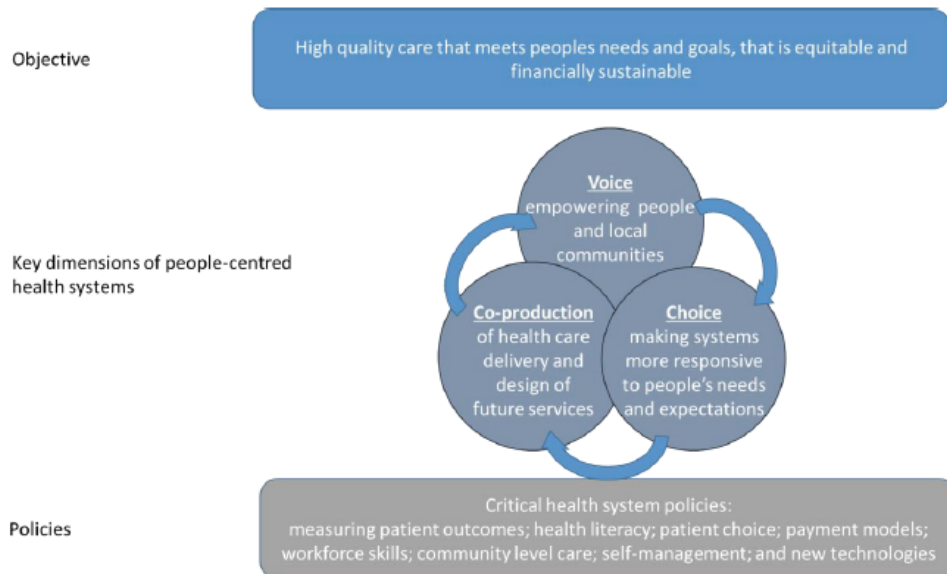 Objective
High quality care that meets peoples needs and goals, that is equitable and
financially sustainable
Key dimensions of people-centred
health systems
Voice
empowering people
and local
communities
Co-production
of health care
delivery and
design of
future services
Choice
making systems
more responsive
to people's needs
and expectations
Policies
Critical health system policies:
measuring patient outcomes; health literacy; patient choice; payment models;
workforce skills; community level care; self-management; and new technologies